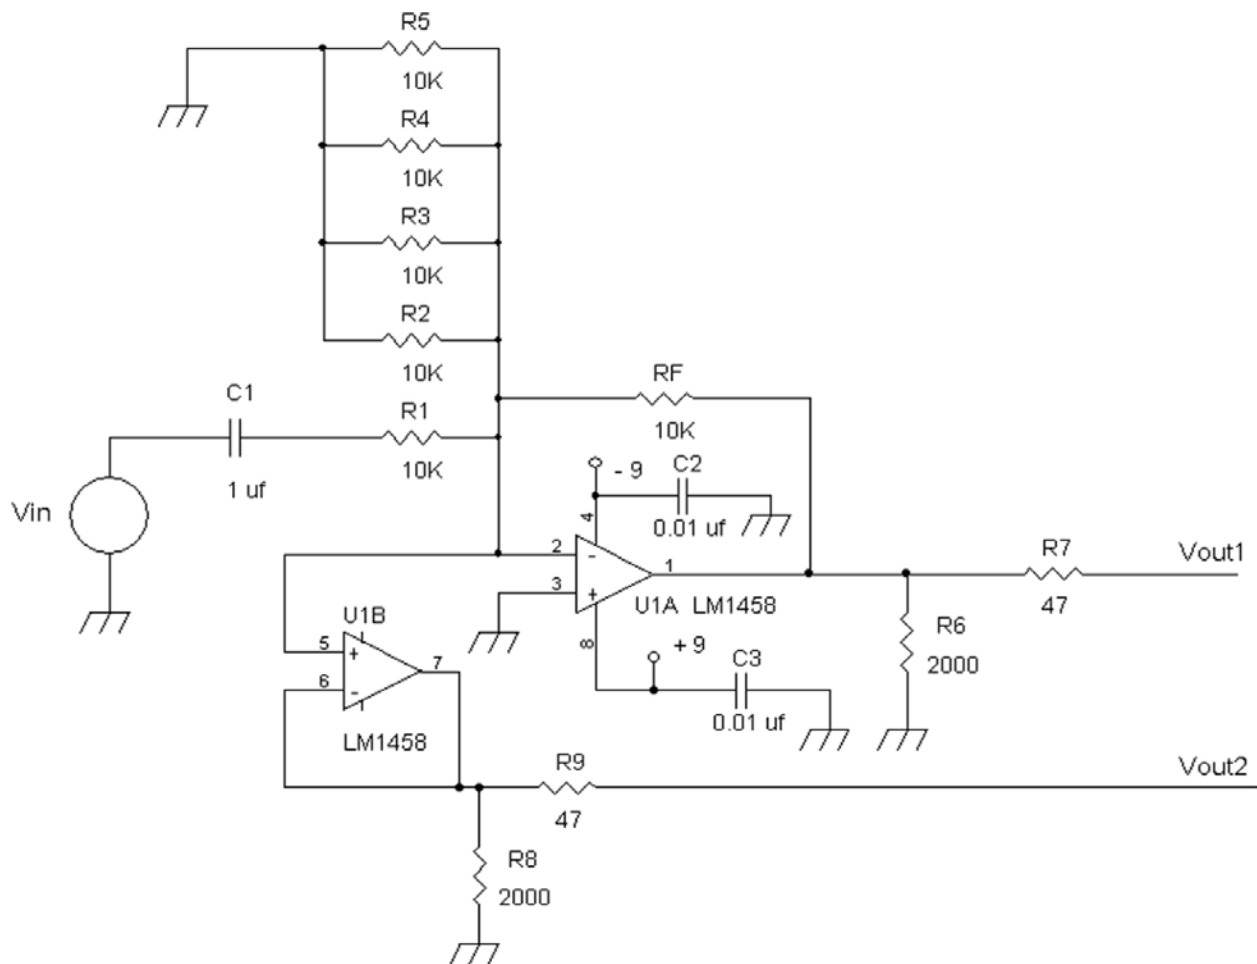 R5
10K
R4
10K
R3
10K
R2
10K
RF
10K
C1
1 uf
R1
10K
Vin
- 9
C2
0.01 uf
4
2
-
3
+
1
U1A LM1458
8
+ 9
C3
0.01 uf
R7
47
Vout1
R6
2000
U1B
5
+
6
-
7
LM1458
R9
47
Vout2
R8
2000